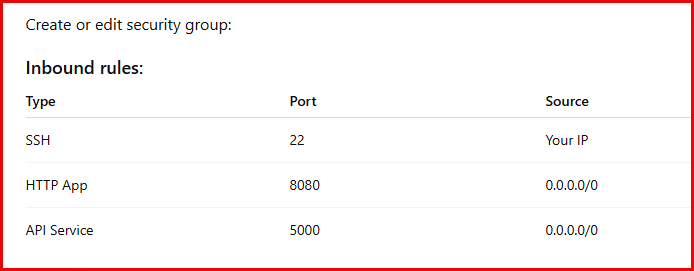 Create or edit security group:
Inbound rules:
Type Port Source
SSH 22 Your IP
HTTP App 8080 0.0.0.0/0
API Service 5000 0.0.0.0/0